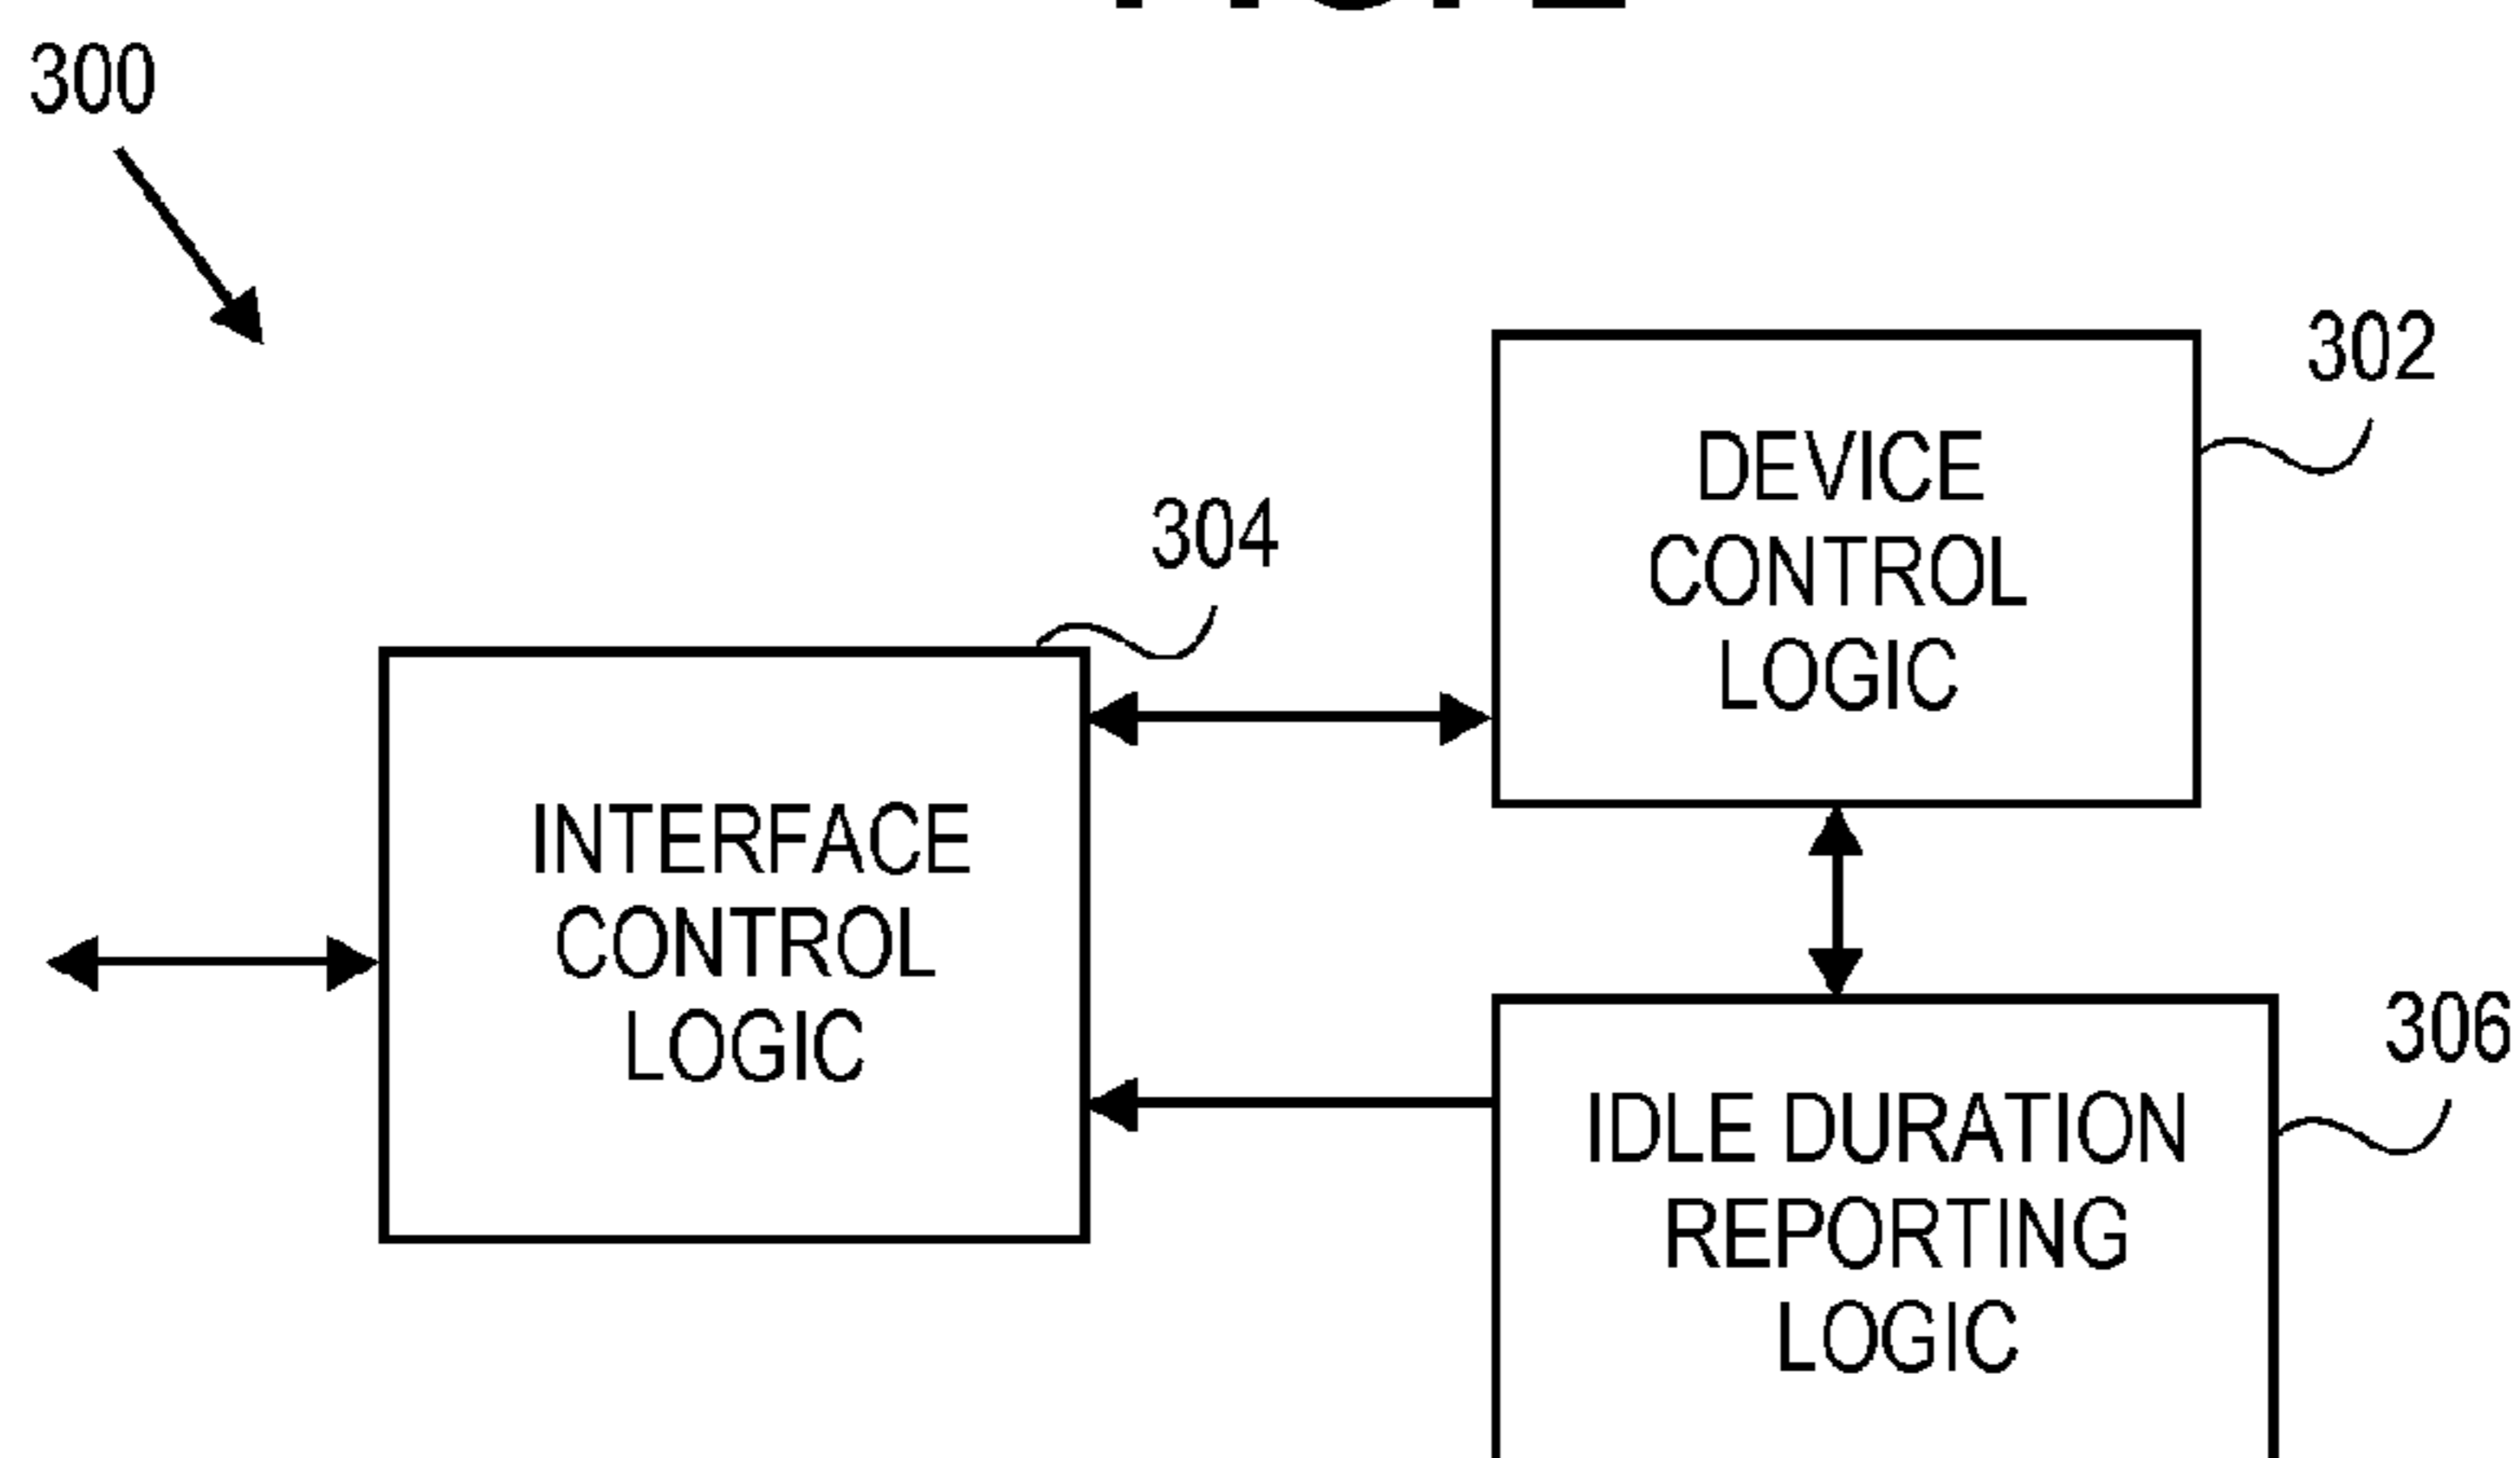 300
302
DEVICE
CONTROL
LOGIC
304
INTERFACE
CONTROL
LOGIC
306
IDLE DURATION
REPORTING
LOGIC